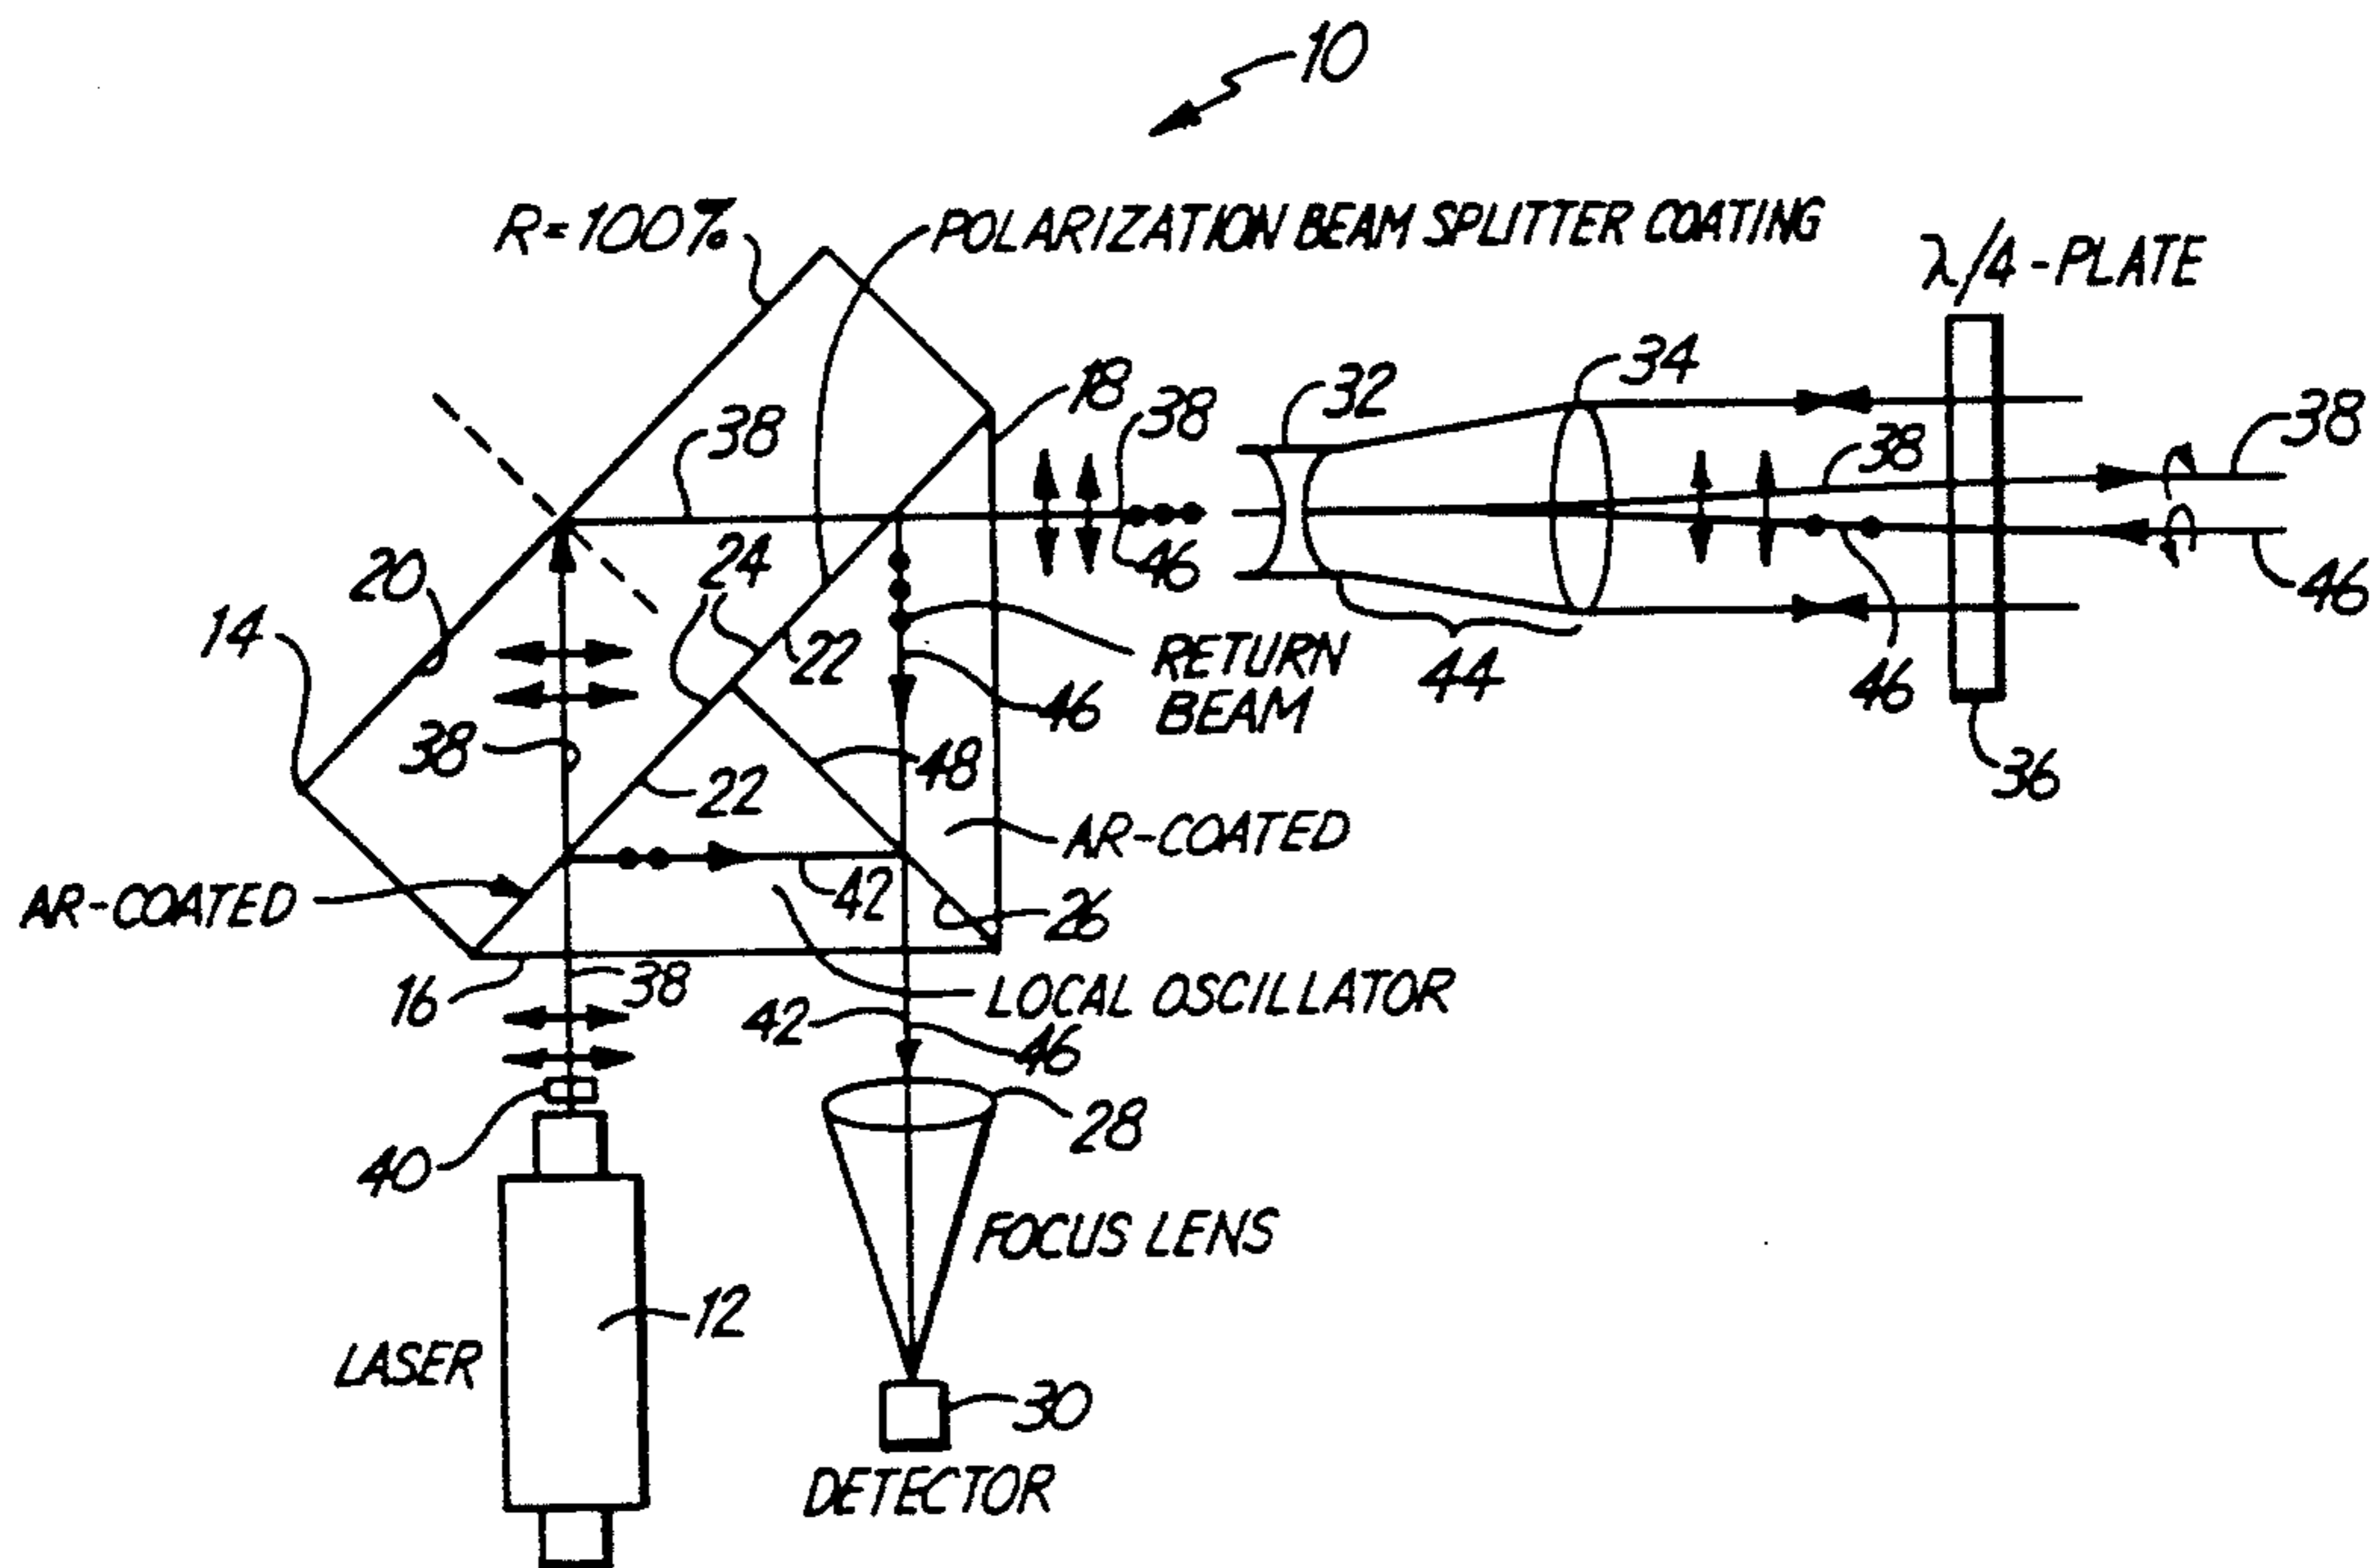 10
R=100%
POLARIZATION BEAM SPLITTER COATING
λ/4-PLATE
34
18
32
38
38
38
38
24
46
20
46
14
22
RETURN
BEAM
46
44
46
38
48
36
22
AR-COATED
AR-COATED
42
26
16
38
LOCAL OSCILLATOR
42
46
40
28
FOCUS LENS
12
LASER
30
DETECTOR